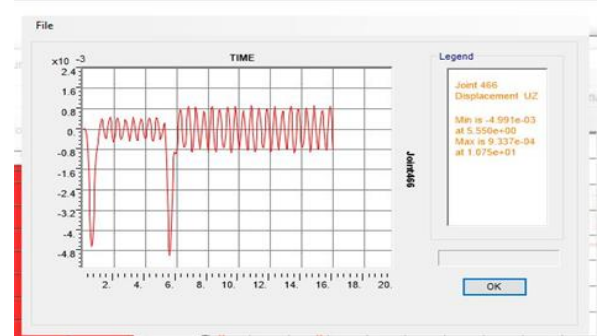 File
TIME
Legend
x10 -3
2.4
1.6
0.8
0.
-0.8
-1.6
-2.4
-3.2
-4.
-4.8
2. 4. 6. 8. 10. 12. 14. 16. 18. 20.
Joint466
Joint 466
Displacement UZ
Min is -4.991e-03
at 5.550e+00
Max is 9.337e-04
at 1.075e+01
OK